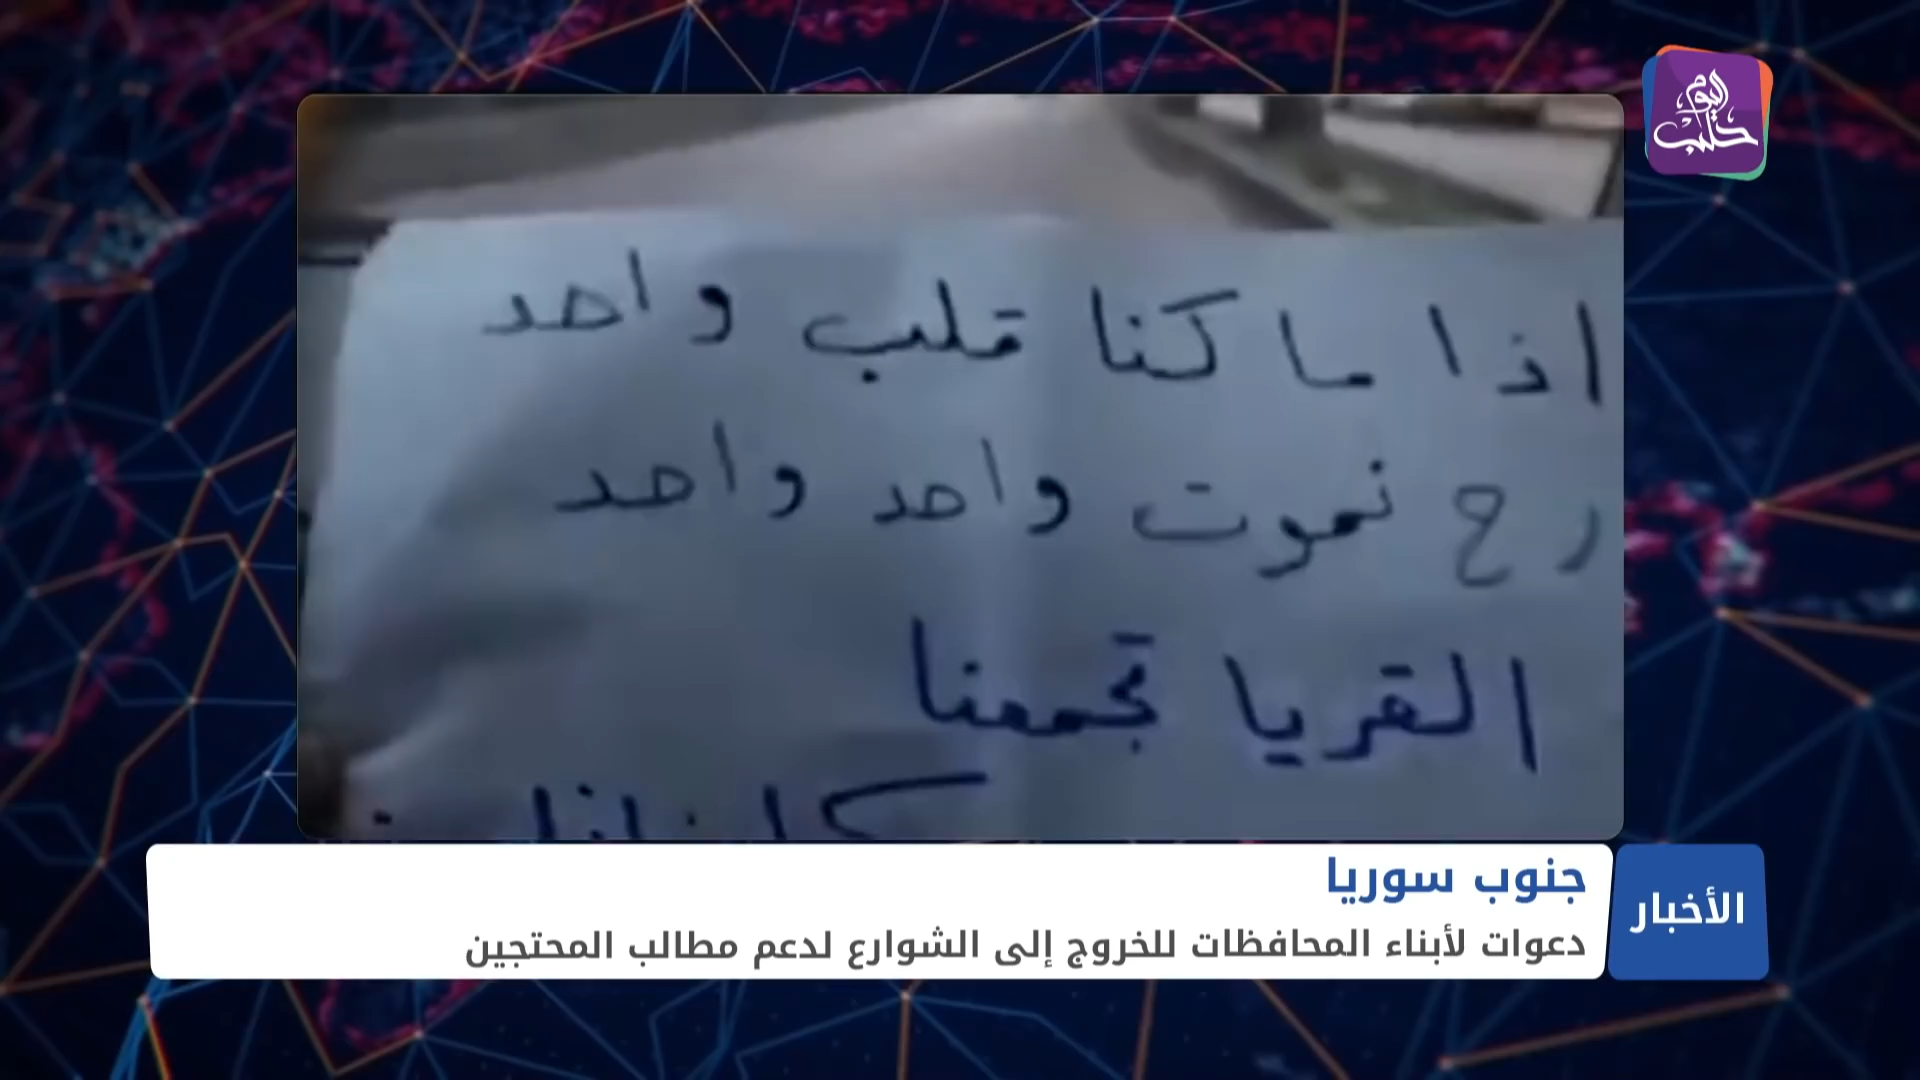 اليوم
حلب
اذا ما كنا قلب واحد
رح نموت واحد واحد
القريا تجمعنا
جنوب سوريا
الأخبار
دعوات لأبناء المحافظات للخروج إلى الشوارع لدعم مطالب المحتجين